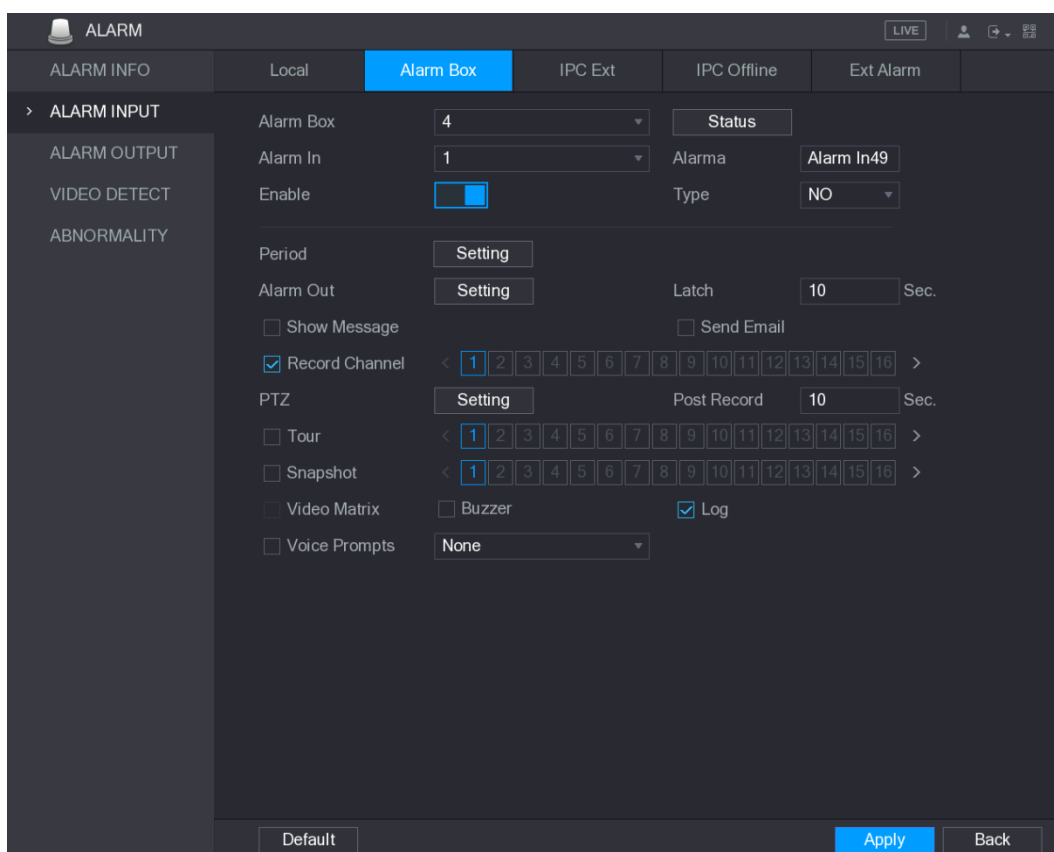 ALARM LIVE
ALARM INFO Local Alarm Box IPC Ext IPC Offline Ext Alarm
> ALARM INPUT Alarm Box 4 Status
ALARM OUTPUT Alarm In 1 Alarma Alarm In49
VIDEO DETECT Enable Type NO
ABNORMALITY
Period Setting
Alarm Out Setting Latch 10 Sec.
Show Message Send Email
Record Channel < 1 2 3 4 5 6 7 8 9 10 11 12 13 14 15 16 >
PTZ Setting Post Record 10 Sec.
Tour < 1 2 3 4 5 6 7 8 9 10 11 12 13 14 15 16 >
Snapshot < 1 2 3 4 5 6 7 8 9 10 11 12 13 14 15 16 >
Video Matrix Buzzer Log
Voice Prompts None
Default Apply Back